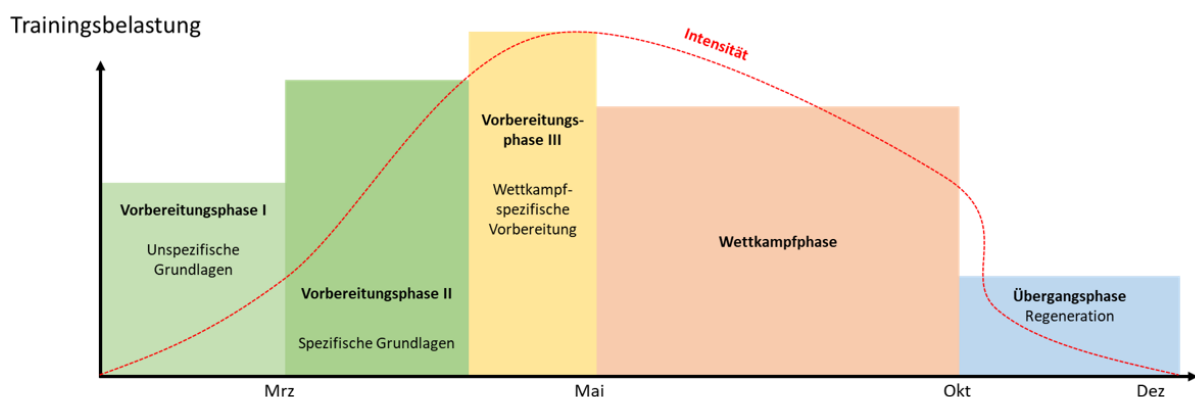 Trainingsbelastung
Intensität
Vorbereitungsphase I
Unspezifische
Grundlagen
Vorbereitungsphase II
Spezifische Grundlagen
Vorbereitungs-
phase III
Wettkampf-
spezifische
Vorbereitung
Wettkampfphase
Übergangsphase
Regeneration
Mrz
Mai
Okt
Dez